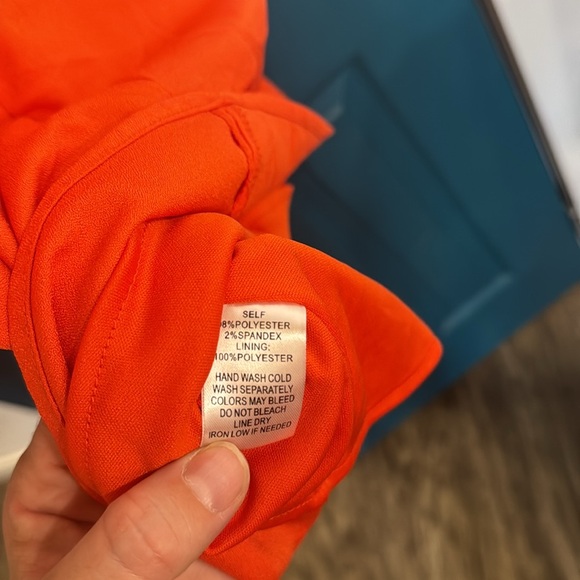 SELF
98%POLYESTER
2%SPANDEX
LINING:
100%POLYESTER
HAND WASH COLD
WASH SEPARATELY
COLORS MAY BLEED
DO NOT BLEACH
LINE DRY
IRON LOW IF NEEDED